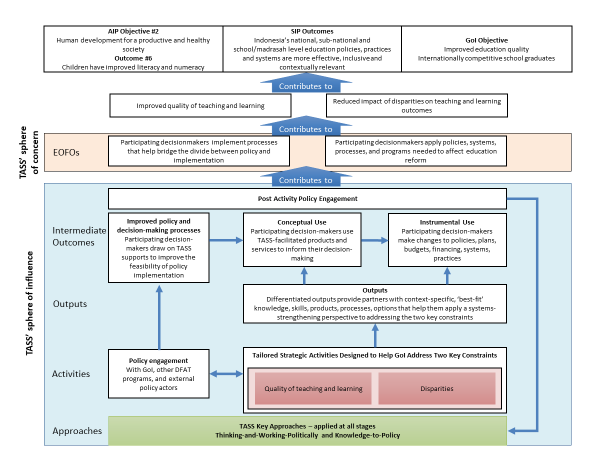 AIP Objective #2
Human development for a productive and healthy
society
Outcome #6
Children have improved literacy and numeracy
SIP Outcomes
Indonesia's national, sub-national and
school/madrasah level education policies, practices
and systems are more effective, inclusive and
contextually relevant
GoI Objective
Improved education quality
Internationally competitive school graduates
Contributes to
Improved quality of teaching and learning
Reduced impact of disparities on teaching and learning
outcomes
Contributes to
TASS' sphere
of concern
EOFOs
Participating decisionmakers implement processes
that help bridge the divide between policy and
implementation
Participating decisionmakers apply policies, systems,
processes, and programs needed to affect education
reform
Contributes to
TASS' sphere of influence
Post Activity Policy Engagement
Intermediate
Outcomes
Improved policy and
decision-making processes
Participating decision-
makers draw on TASS
supports to improve the
feasibility of policy
implementation
Conceptual Use
Participating decision-makers use
TASS-facilitated products and
services to inform their decision-
making
Instrumental Use
Participating decision-makers
make changes to policies, plans,
budgets, financing, systems,
practices
Outputs
Outputs
Differentiated outputs provide partners with context-specific, 'best-fit'
knowledge, skills, products, processes, options that help them apply a systems-
strengthening perspective to addressing the two key constraints
Activities
Policy engagement
With GoI, other DFAT
programs, and external
policy actors
Tailored Strategic Activities Designed to Help GoI Address Two Key Constraints
Quality of teaching and learning
Disparities
Approaches
TASS Key Approaches – applied at all stages
Thinking-and-Working-Politically and Knowledge-to-Policy